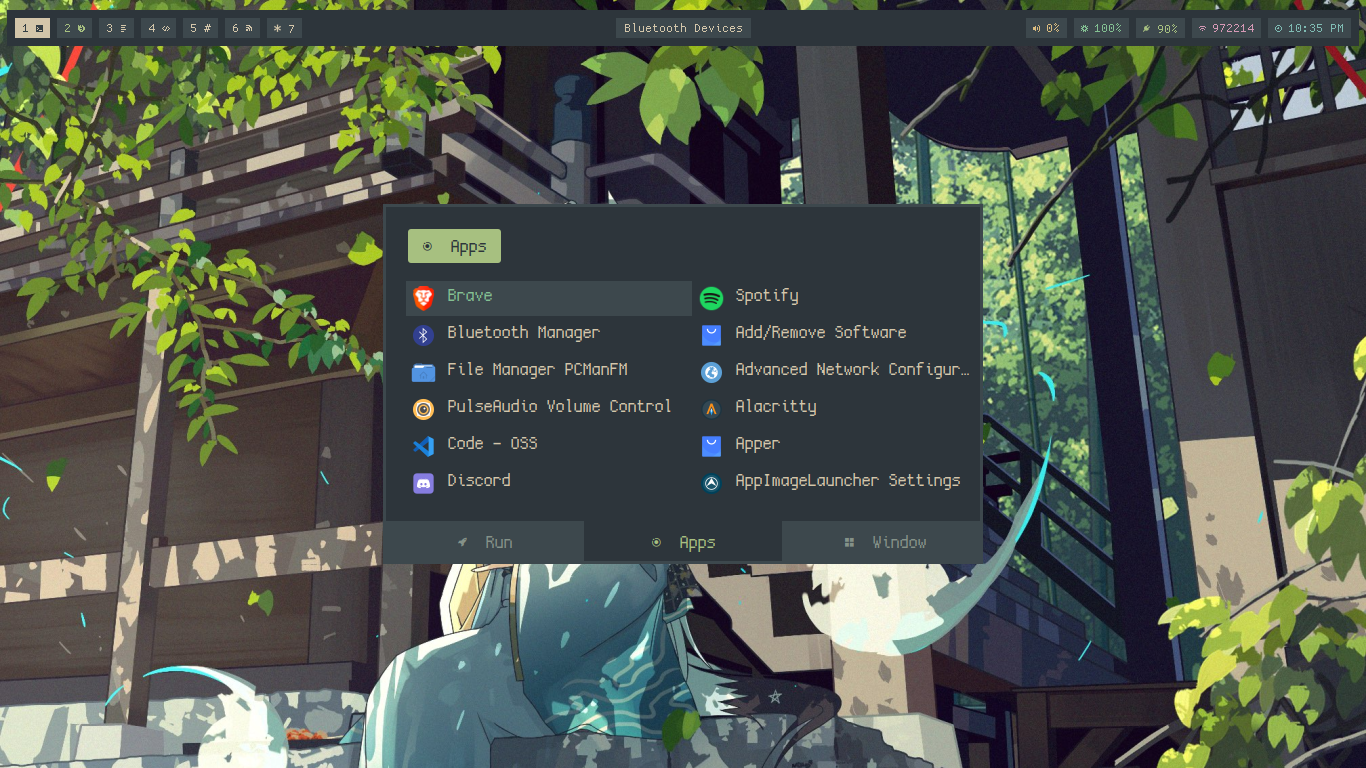 1 2 3 4 5 # 6 * 7 Bluetooth Devices 0% 100% 90% 972214 10:35 PM
Apps
Brave
Spotify
Bluetooth Manager
Add/Remove Software
File Manager PCManFM
Advanced Network Configur…
PulseAudio Volume Control
Alacritty
Code - OSS
Apper
Discord
AppImageLauncher Settings
Run Apps Window